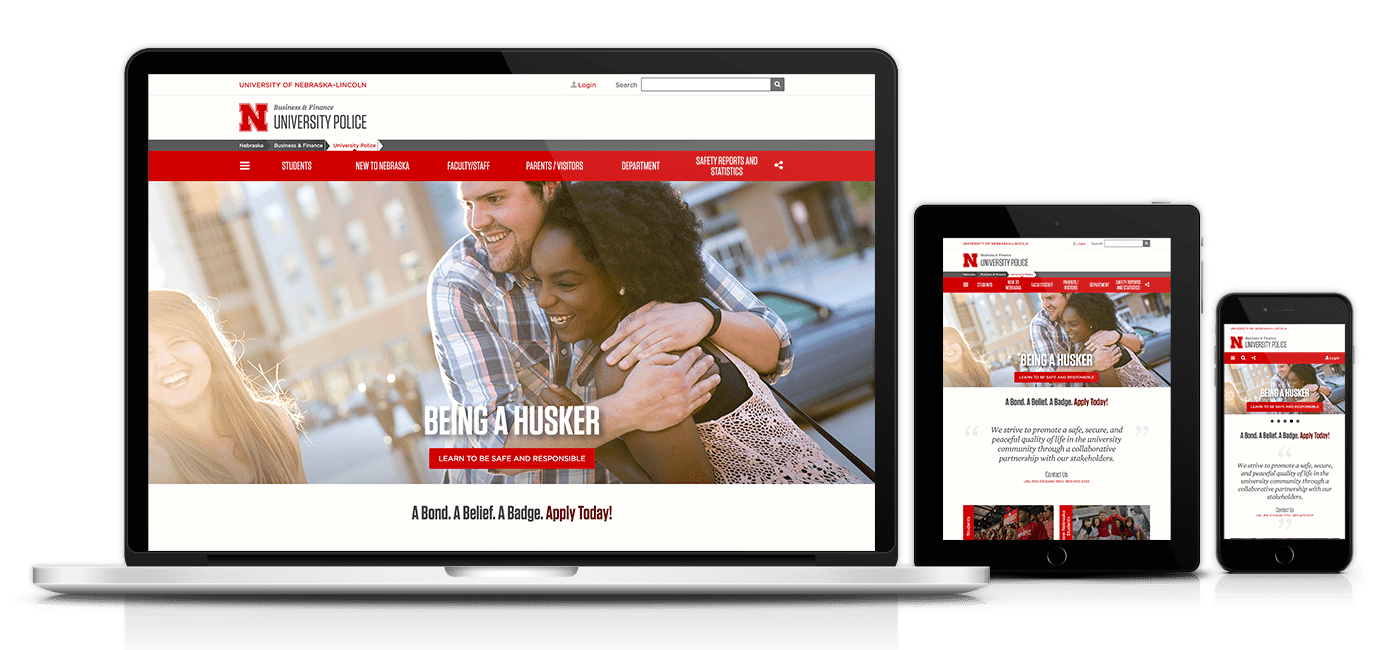 UNIVERSITY OF NEBRASKA–LINCOLN
Login
Search
N
Business & Finance
UNIVERSITY POLICE
Nebraska
Business & Finance
University Police
STUDENTS
NEW TO NEBRASKA
FACULTY/STAFF
PARENTS / VISITORS
DEPARTMENT
SAFETY REPORTS AND
STATISTICS
BEING A HUSKER
LEARN TO BE SAFE AND RESPONSIBLE
A Bond. A Belief. A Badge. Apply Today!
UNIVERSITY OF NEBRASKA–LINCOLN
Login
Search
N
Business & Finance
UNIVERSITY POLICE
Nebraska
Business & Finance
University Police
STUDENTS
NEW TO
NEBRASKA
FACULTY/STAFF
PARENTS /
VISITORS
DEPARTMENT
SAFETY REPORTS
AND STATISTICS
BEING A HUSKER
LEARN TO BE SAFE AND RESPONSIBLE
A Bond. A Belief. A Badge. Apply Today!
“ We strive to promote a safe, secure, and ”
peaceful quality of life in the university
community through a collaborative
partnership with our stakeholders.
Contact Us
Students
UNIVERSITY OF NEBRASKA–LINCOLN
N
Business & Finance
UNIVERSITY POLICE
Login
BEING A HUSKER
LEARN TO BE SAFE AND RESPONSIBLE
A Bond. A Belief. A Badge. Apply Today!
“
We strive to promote a safe, secure,
and peaceful quality of life in the
university community through a
collaborative partnership with our
stakeholders.
Contact Us
”